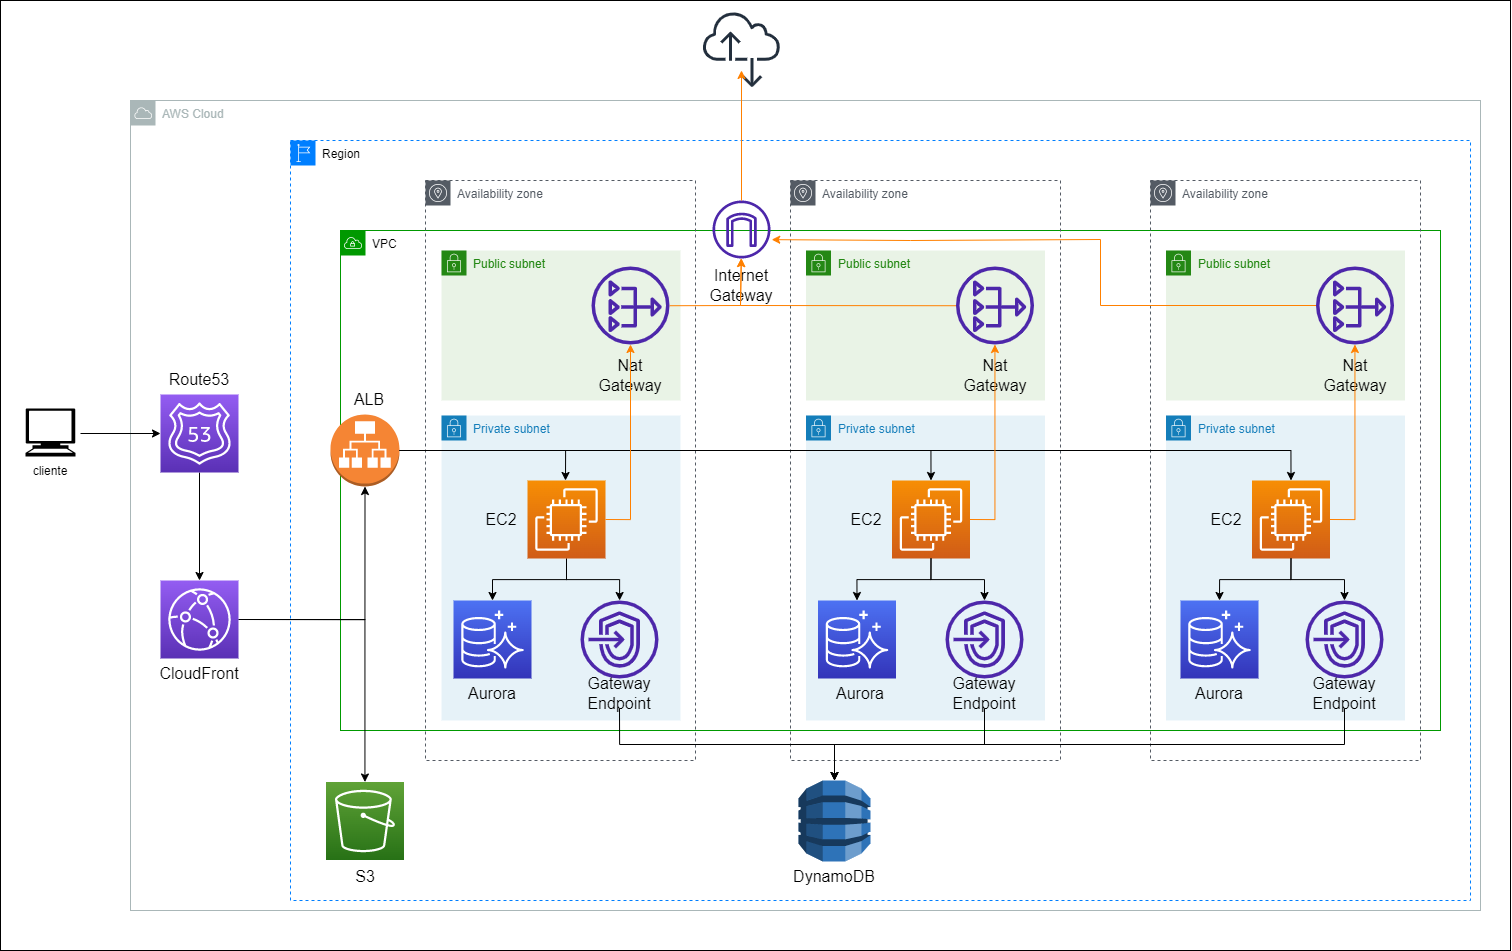 AWS Cloud
Region
Availability zone
Availability zone
Availability zone
VPC
Internet
Gateway
Public subnet
Public subnet
Public subnet
Nat
Gateway
Nat
Gateway
Nat
Gateway
Route53
53
cliente
ALB
Private subnet
Private subnet
Private subnet
EC2
EC2
EC2
CloudFront
Aurora
Gateway
Endpoint
Aurora
Gateway
Endpoint
Aurora
Gateway
Endpoint
S3
DynamoDB